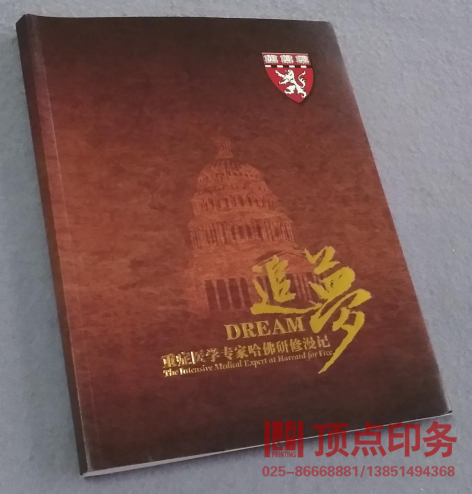 追梦
DREAM
重症医学专家哈佛研修漫记
The Intensive Medical Expert at Harvard for Free
顶点印务
PRINTING
025-86668881/13851494368